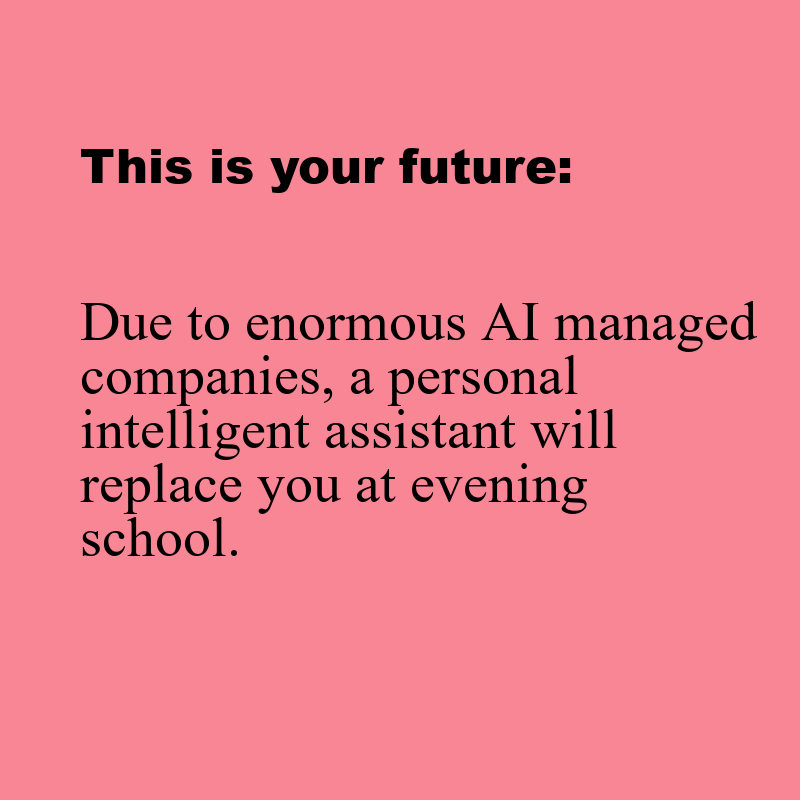 This is your future:
Due to enormous AI managed
companies, a personal
intelligent assistant will
replace you at evening
school.